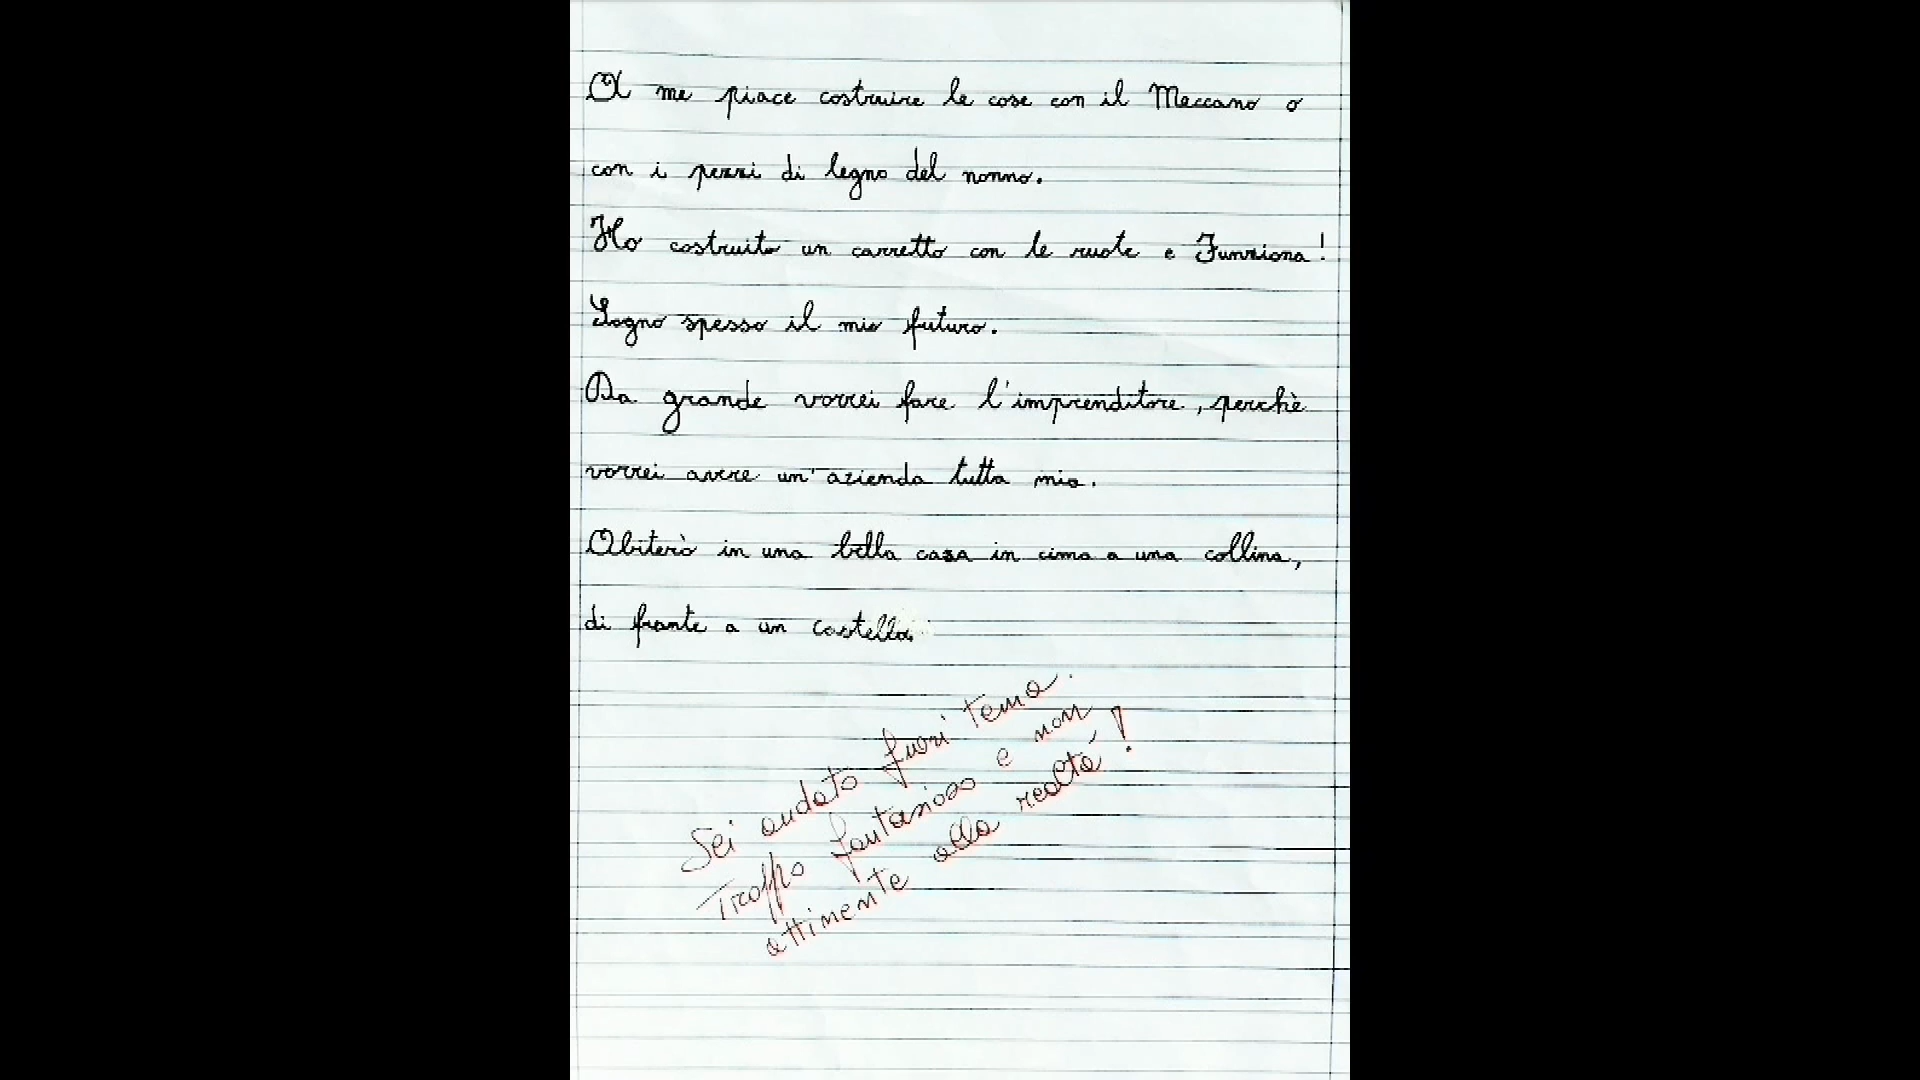 A me piace costruire le cose con il Meccano o
con i pezzi di legno del nonno.
Ho costruito un carretto con le ruote e Funziona!
Sogno spesso il mio futuro.
Da grande vorrei fare l'imprenditore, perchè
vorrei avere un'azienda tutta mia.
Abiterò in una bella casa in cima a una collina,
di fronte a un castello.
Sei andato fuori tema.
Troppo fantasioso e non
attinente alla realtá!